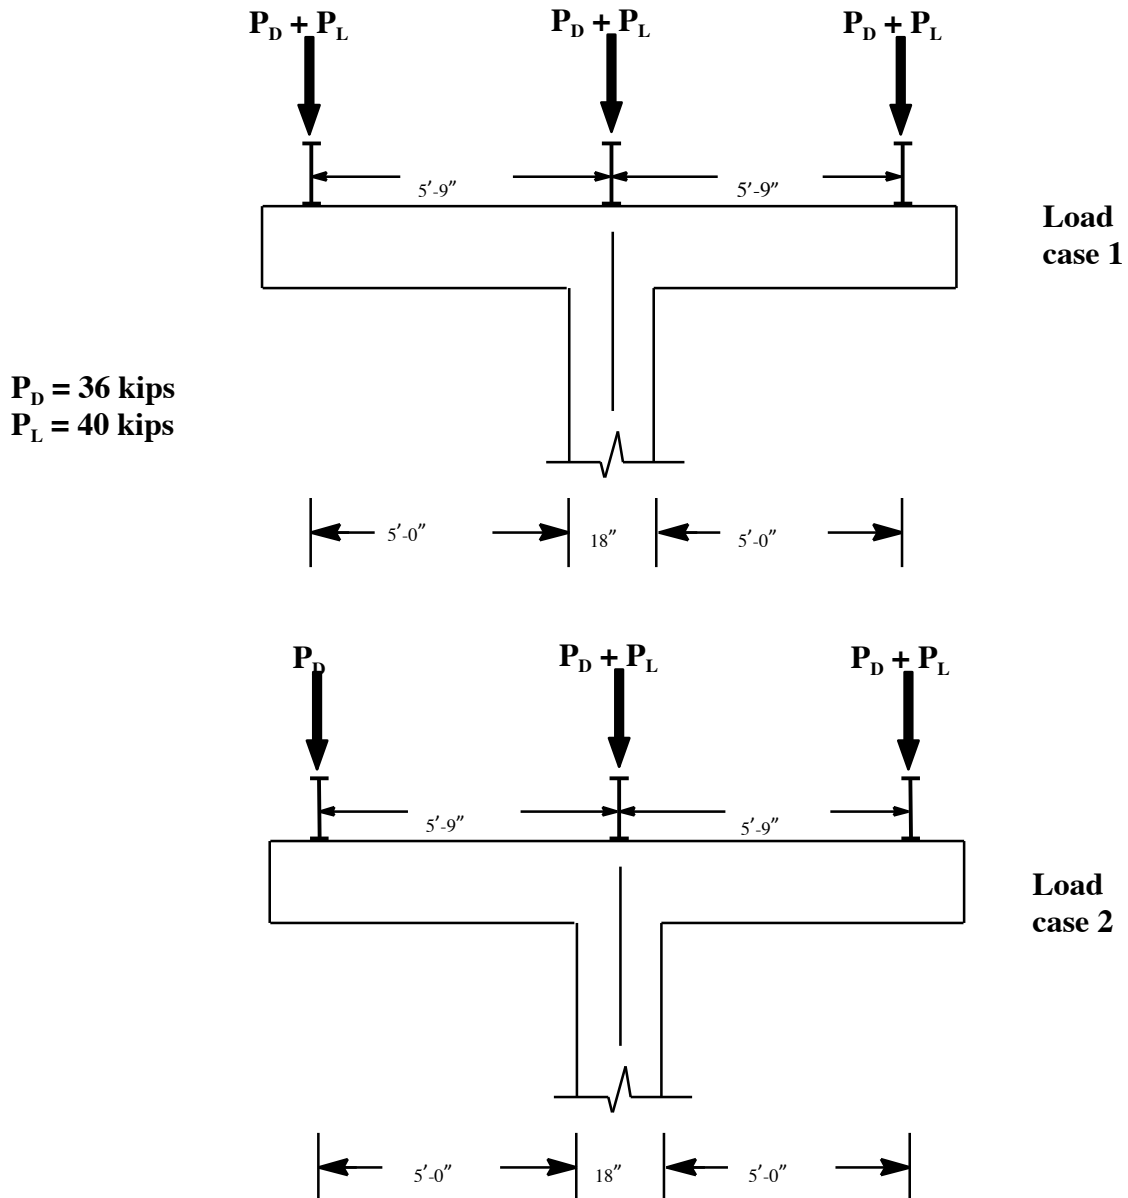 P_D + P_L P_D + P_L P_D + P_L
5'-9" 5'-9"
Load
case 1
P_D = 36 kips
P_L = 40 kips
5'-0" 18" 5'-0"
P_D P_D + P_L P_D + P_L
5'-9" 5'-9"
Load
case 2
5'-0" 18" 5'-0"